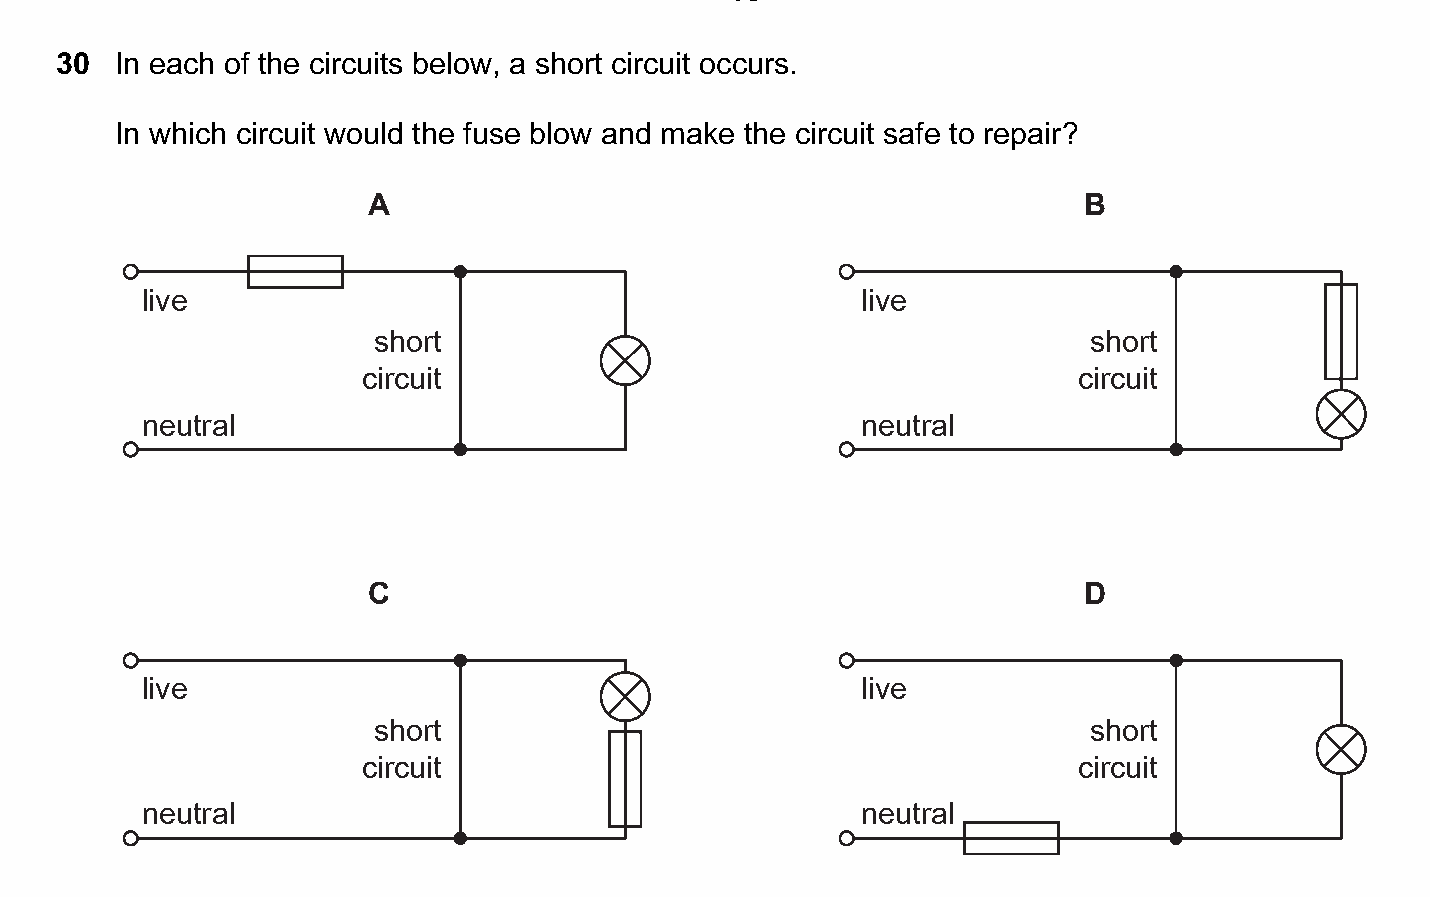 30 In each of the circuits below, a short circuit occurs.
In which circuit would the fuse blow and make the circuit safe to repair?
A
live
short
circuit
neutral
B
live
short
circuit
neutral
C
live
short
circuit
neutral
D
live
short
circuit
neutral